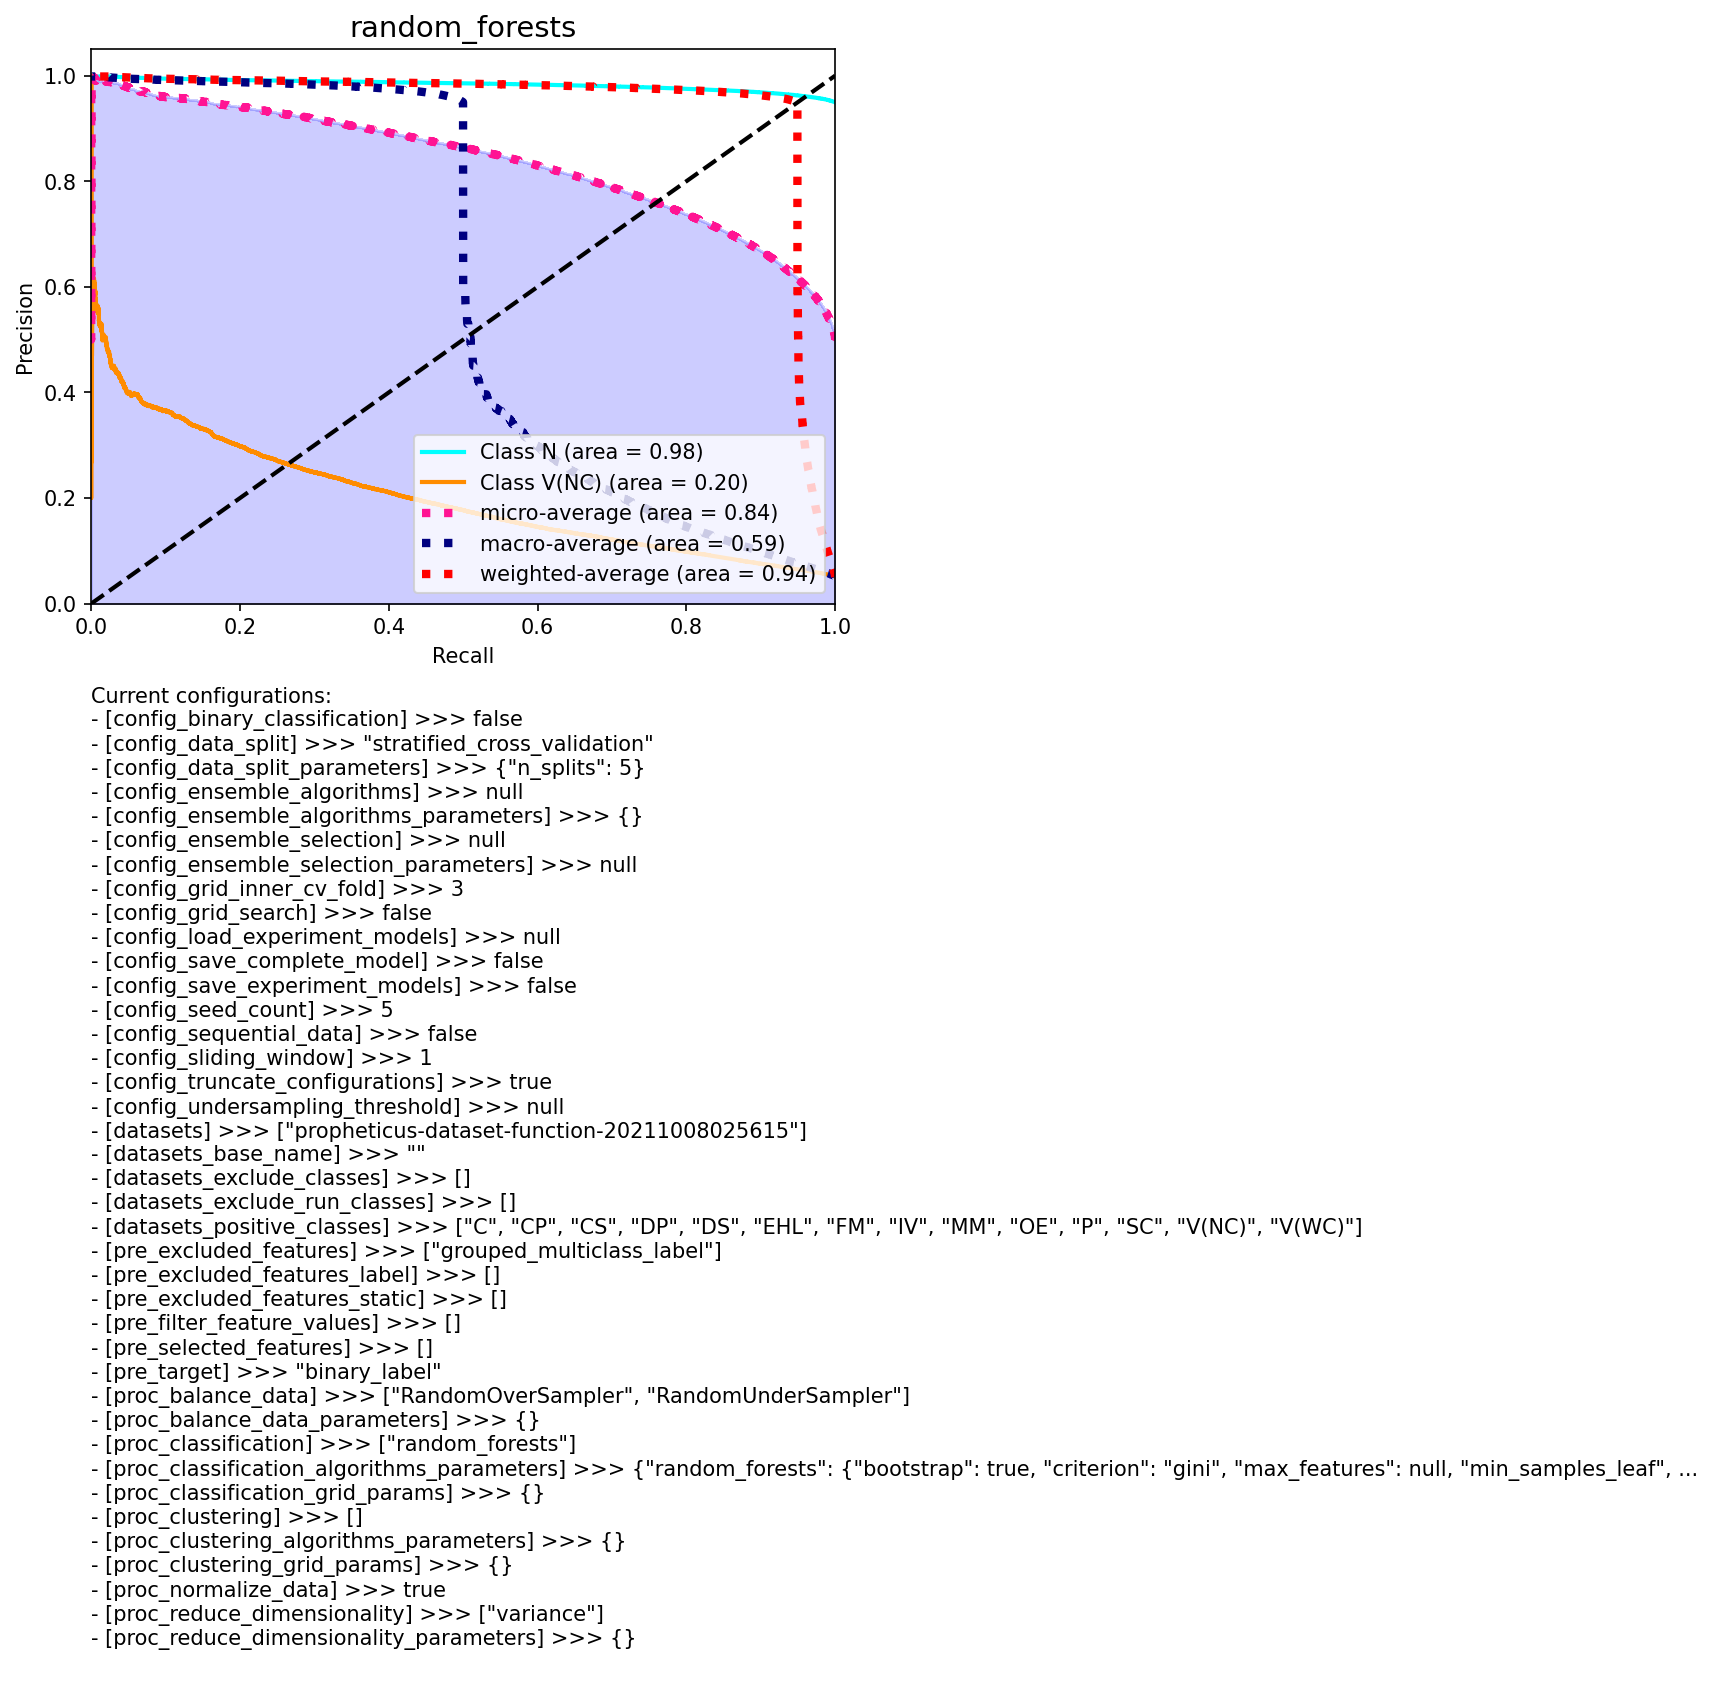 random_forests
1.0
0.8
0.6
0.4
0.2
0.0
Precision
0.0 0.2 0.4 0.6 0.8 1.0
Recall
Class N (area = 0.98)
Class V(NC) (area = 0.20)
micro-average (area = 0.84)
macro-average (area = 0.59)
weighted-average (area = 0.94)
Current configurations:
- [config_binary_classification] >>> false
- [config_data_split] >>> "stratified_cross_validation"
- [config_data_split_parameters] >>> {"n_splits": 5}
- [config_ensemble_algorithms] >>> null
- [config_ensemble_algorithms_parameters] >>> {}
- [config_ensemble_selection] >>> null
- [config_ensemble_selection_parameters] >>> null
- [config_grid_inner_cv_fold] >>> 3
- [config_grid_search] >>> false
- [config_load_experiment_models] >>> null
- [config_save_complete_model] >>> false
- [config_save_experiment_models] >>> false
- [config_seed_count] >>> 5
- [config_sequential_data] >>> false
- [config_sliding_window] >>> 1
- [config_truncate_configurations] >>> true
- [config_undersampling_threshold] >>> null
- [datasets] >>> ["propheticus-dataset-function-20211008025615"]
- [datasets_base_name] >>> ""
- [datasets_exclude_classes] >>> []
- [datasets_exclude_run_classes] >>> []
- [datasets_positive_classes] >>> ["C", "CP", "CS", "DP", "DS", "EHL", "FM", "IV", "MM", "OE", "P", "SC", "V(NC)", "V(WC)"]
- [pre_excluded_features] >>> ["grouped_multiclass_label"]
- [pre_excluded_features_label] >>> []
- [pre_excluded_features_static] >>> []
- [pre_filter_feature_values] >>> []
- [pre_selected_features] >>> []
- [pre_target] >>> "binary_label"
- [proc_balance_data] >>> ["RandomOverSampler", "RandomUnderSampler"]
- [proc_balance_data_parameters] >>> {}
- [proc_classification] >>> ["random_forests"]
- [proc_classification_algorithms_parameters] >>> {"random_forests": {"bootstrap": true, "criterion": "gini", "max_features": null, "min_samples_leaf", ...
- [proc_classification_grid_params] >>> {}
- [proc_clustering] >>> []
- [proc_clustering_algorithms_parameters] >>> {}
- [proc_clustering_grid_params] >>> {}
- [proc_normalize_data] >>> true
- [proc_reduce_dimensionality] >>> ["variance"]
- [proc_reduce_dimensionality_parameters] >>> {}